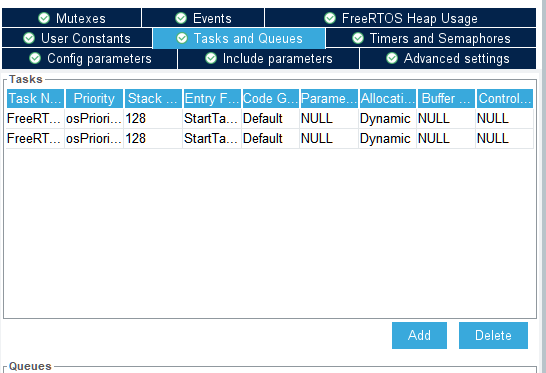 Mutexes Events FreeRTOS Heap Usage
User Constants Tasks and Queues Timers and Semaphores
Config parameters Include parameters Advanced settings
Tasks
Task N... Priority Stack ... Entry F... Code G... Parame... Allocati... Buffer ... Control...
FreeRT... osPriori... 128 StartTa... Default NULL Dynamic NULL NULL
FreeRT... osPriori... 128 StartTa... Default NULL Dynamic NULL NULL
Add Delete
Queues